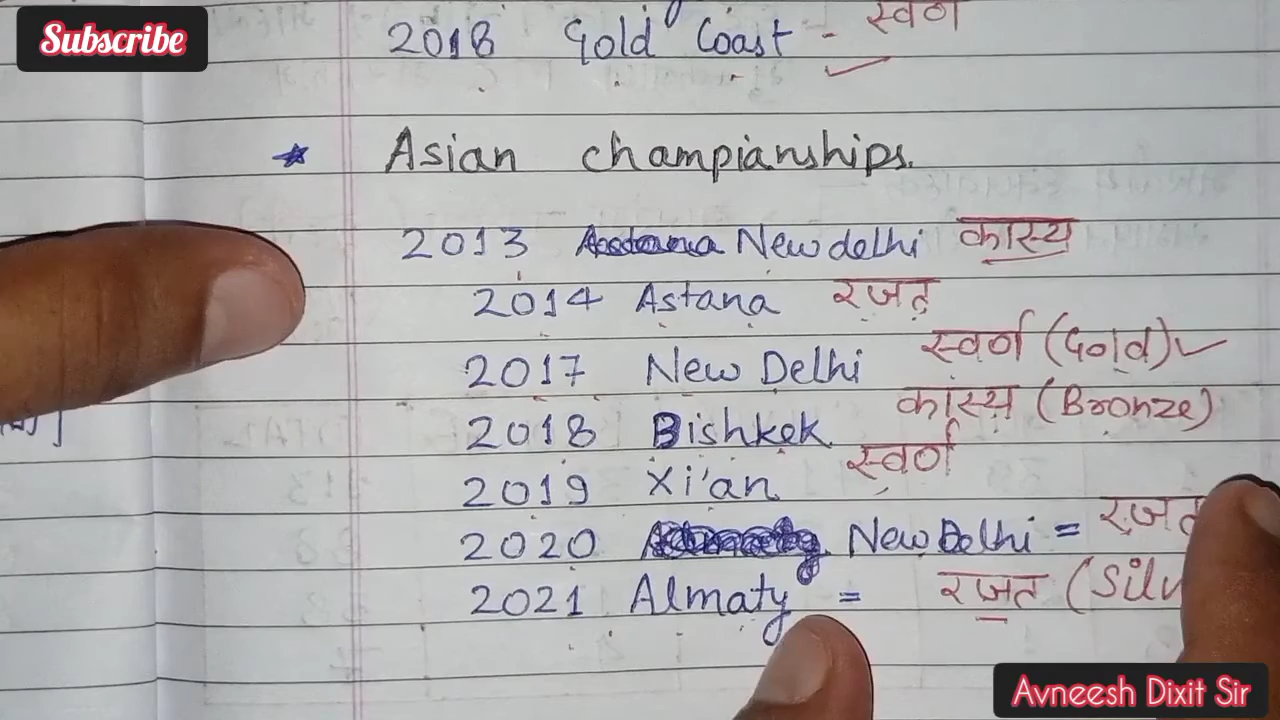 Subscribe
2018 Gold Coast - स्वर्ण
Asian champianships.
2013 New delhi कास्य
2014 Astana रजत
2017 New Delhi स्वर्ण (Gold)
2018 Bishkek कास्य (Bronze)
2019 Xi'an स्वर्ण
2020 New Delhi = रजत
2021 Almaty = रजत (Silv
Avneesh Dixit Sir